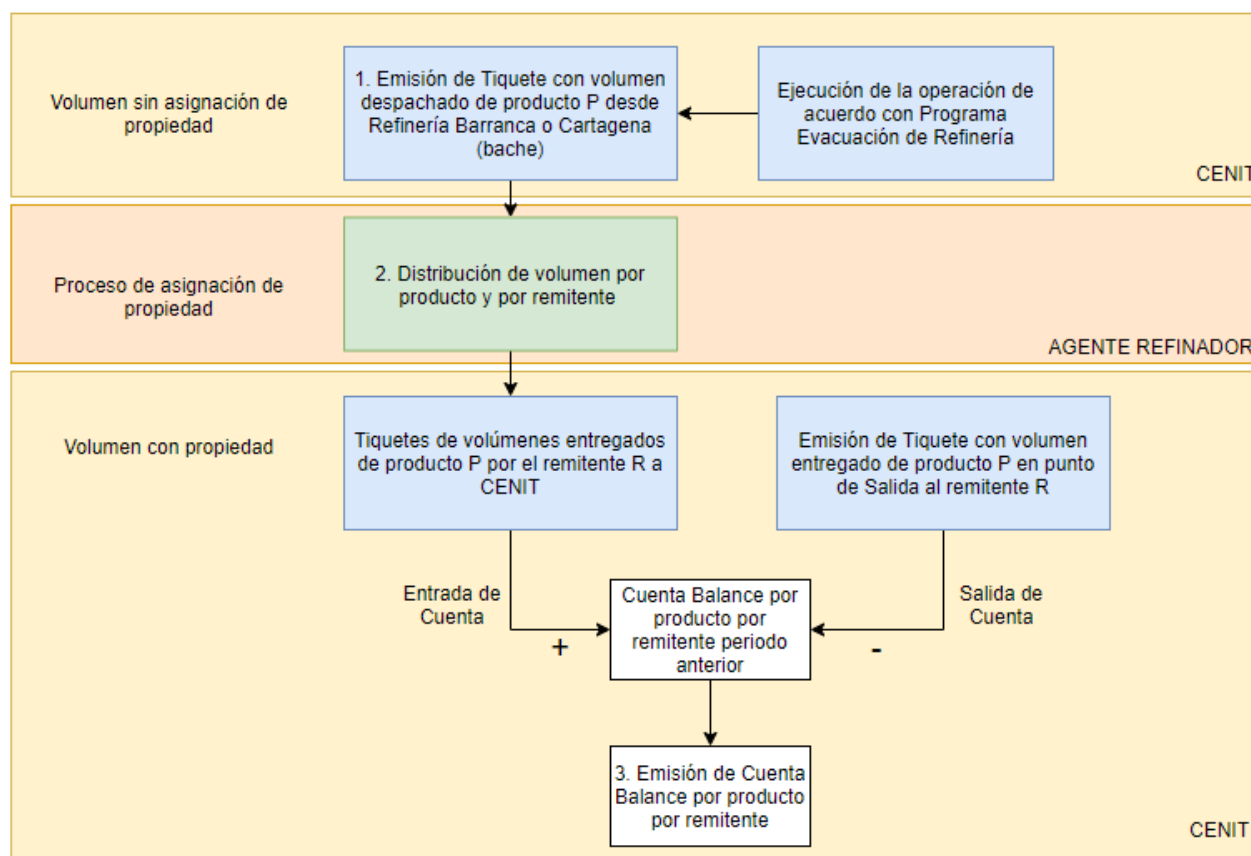 Volumen sin asignación de
propiedad
1. Emisión de Tiquete con volumen
despachado de producto P desde
Refinería Barranca o Cartagena
(bache)
Ejecución de la operación de
acuerdo con Programa
Evacuación de Refinería
CENIT
Proceso de asignación de
propiedad
2. Distribución de volumen por
producto y por remitente
AGENTE REFINADOR
Volumen con propiedad
Tiquetes de volúmenes entregados
de producto P por el remitente R a
CENIT
Emisión de Tiquete con volumen
entregado de producto P en punto
de Salida al remitente R
Entrada de
Cuenta
+
Cuenta Balance por
producto por
remitente periodo
anterior
Salida de
Cuenta
-
3. Emisión de Cuenta
Balance por producto
por remitente
CENIT